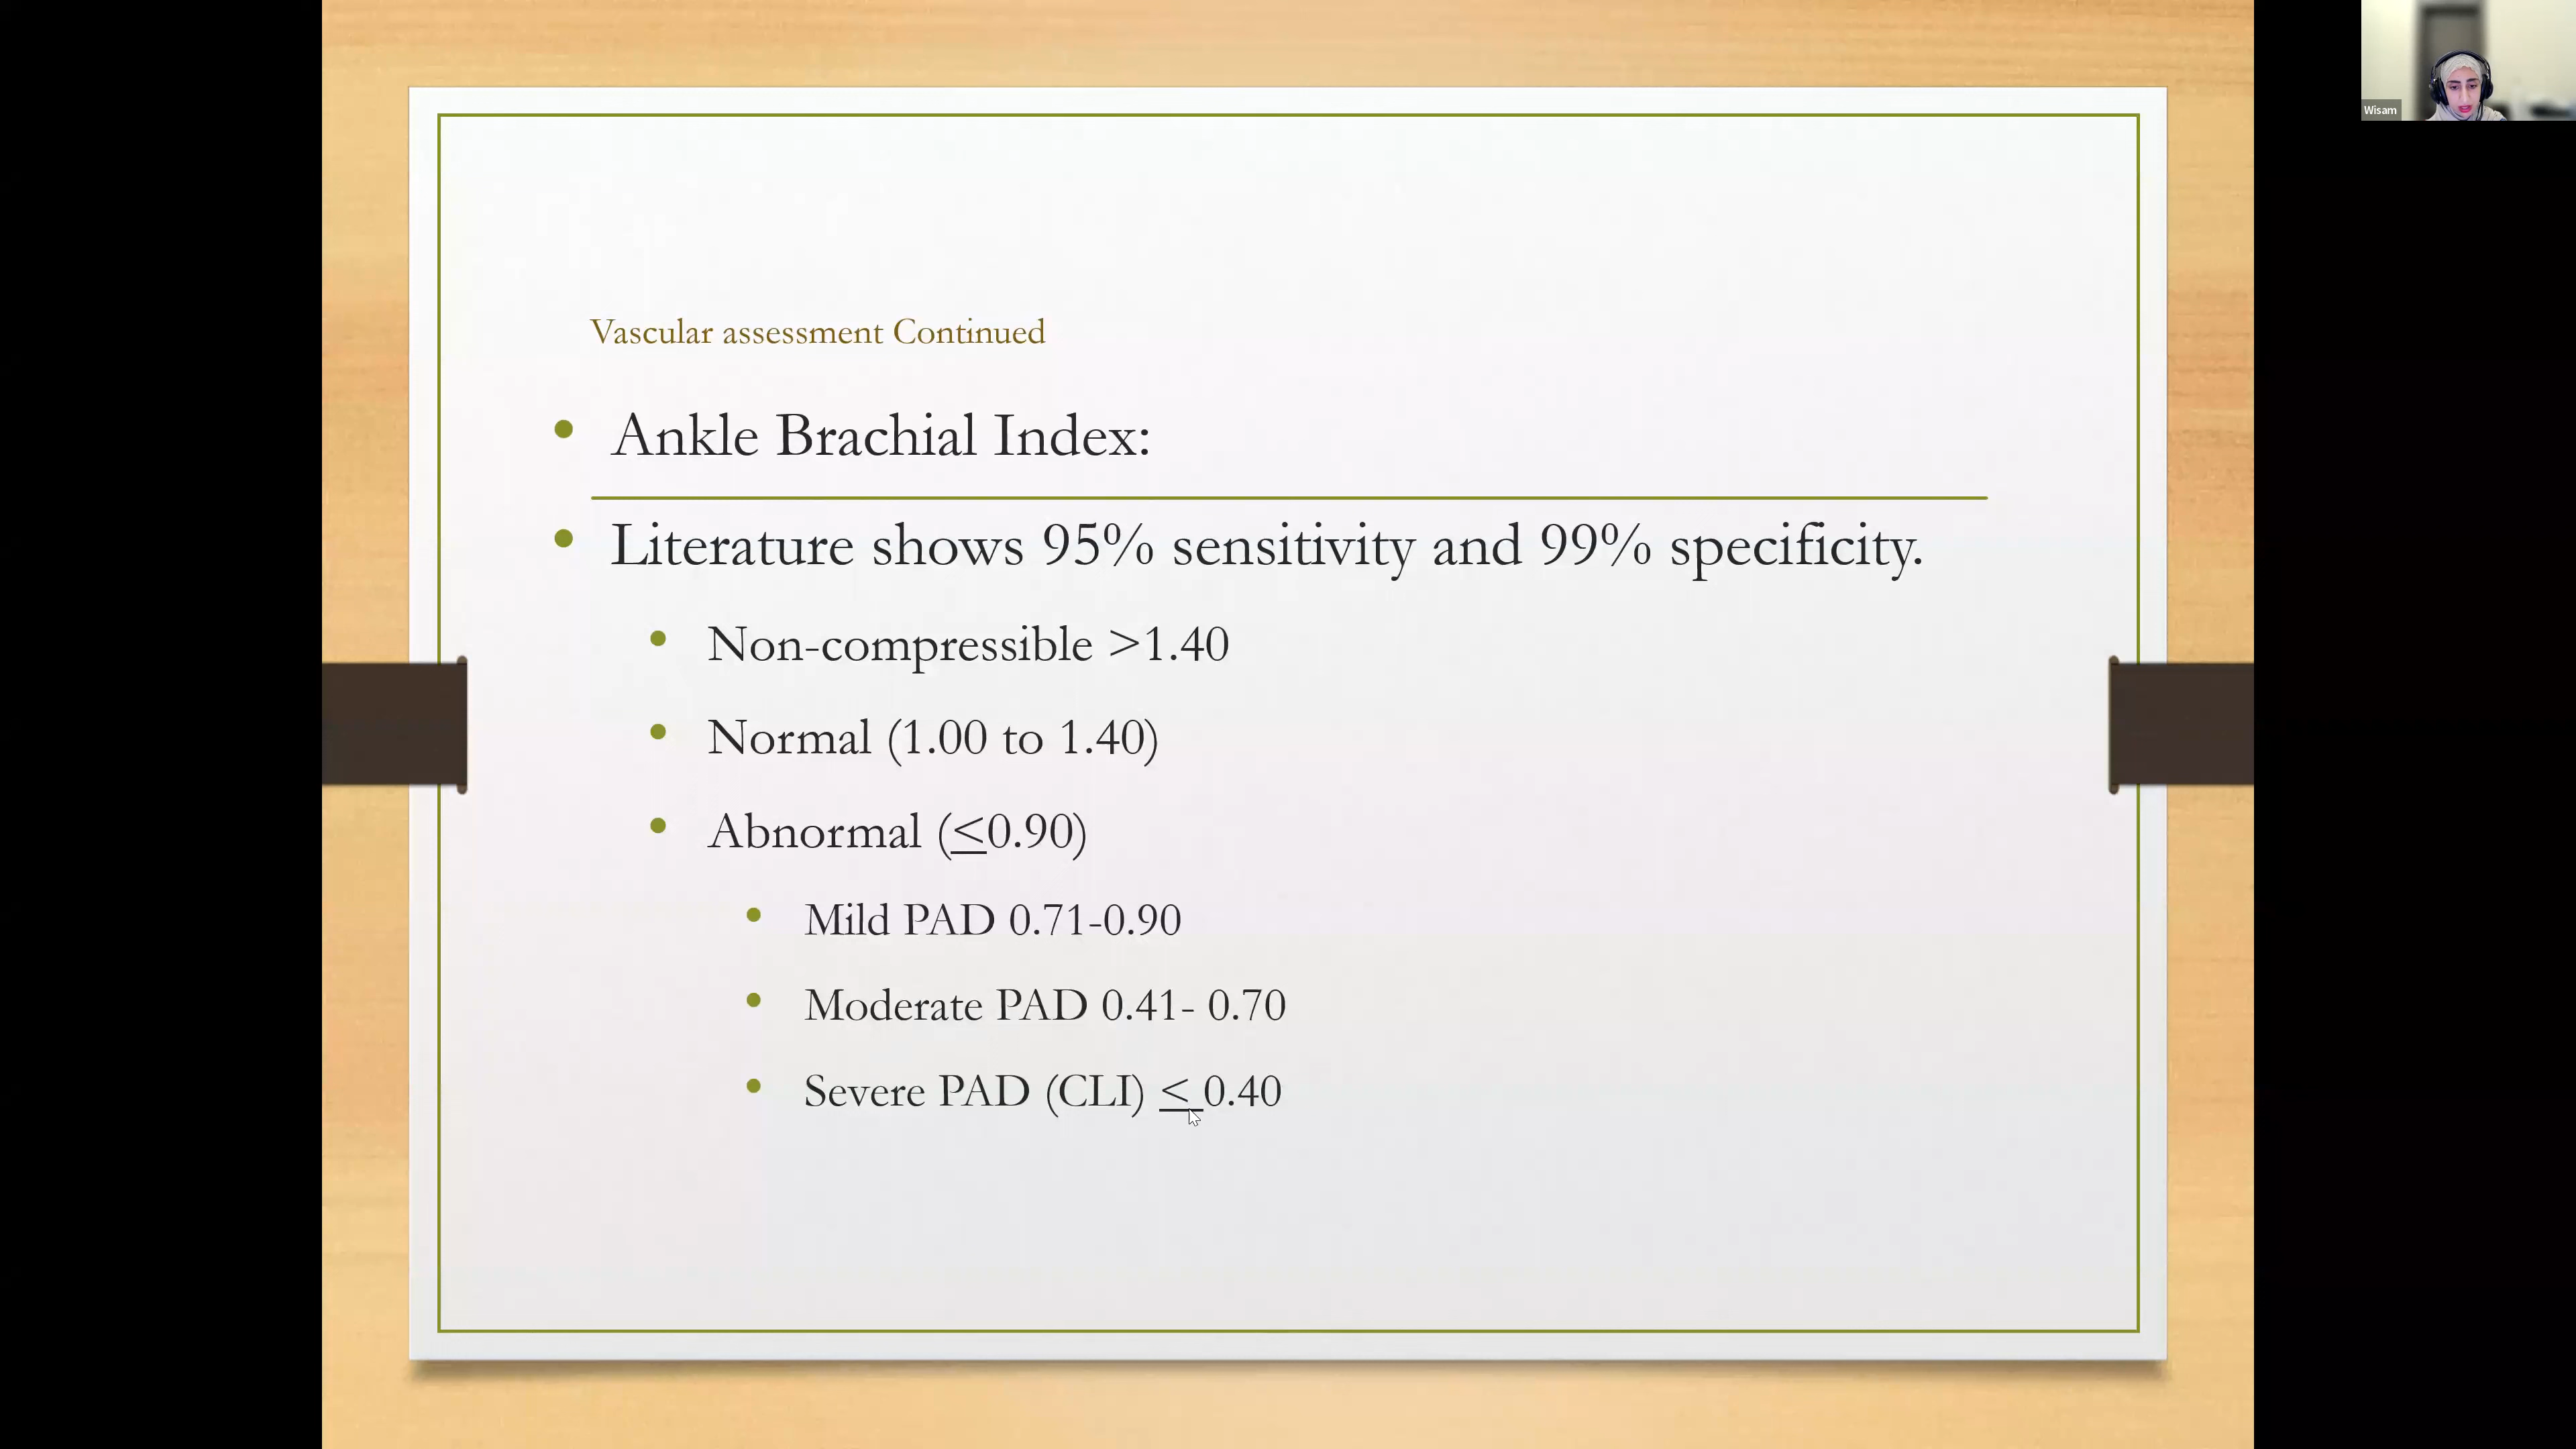 Wisam
Vascular assessment Continued
• Ankle Brachial Index:
• Literature shows 95% sensitivity and 99% specificity.
• Non-compressible >1.40
• Normal (1.00 to 1.40)
• Abnormal (<0.90)
• Mild PAD 0.71-0.90
• Moderate PAD 0.41- 0.70
• Severe PAD (CLI) < 0.40